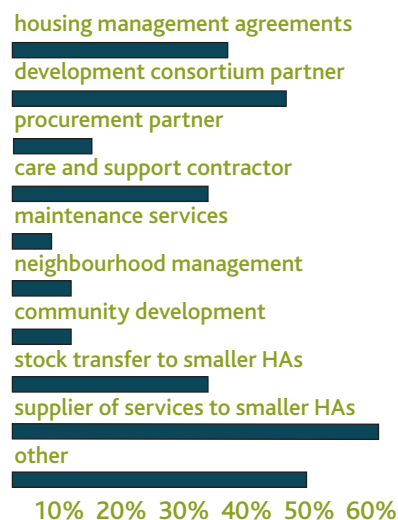 housing management agreements
development consortium partner
procurement partner
care and support contractor
maintenance services
neighbourhood management
community development
stock transfer to smaller HAs
supplier of services to smaller HAs
other
10% 20% 30% 40% 50% 60%